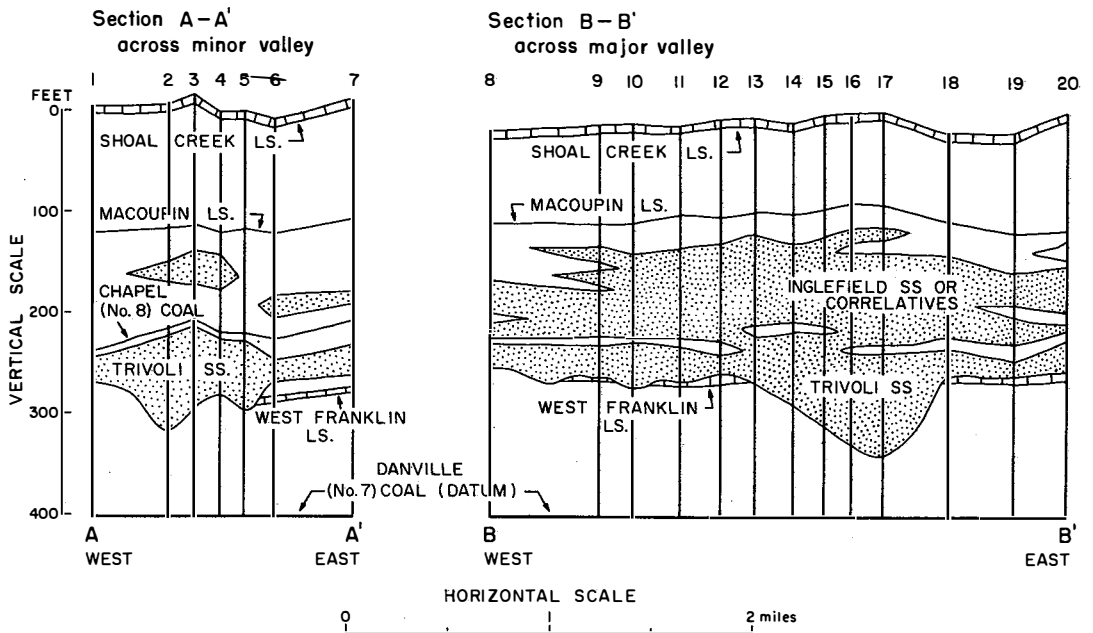 Section A–A'
across minor valley
1 2 3 4 5 6 7
FEET
0
100
200
300
400
VERTICAL SCALE
SHOAL CREEK LS.
MACOUPIN LS.
CHAPEL
(No. 8) COAL
TRIVOLI SS.
WEST FRANKLIN
LS.
DANVILLE
(No. 7) COAL (DATUM)
A A'
WEST EAST
Section B–B'
across major valley
8 9 10 11 12 13 14 15 16 17 18 19 20
SHOAL CREEK LS.
MACOUPIN LS.
INGLEFIELD SS OR
CORRELATIVES
TRIVOLI SS
WEST FRANKLIN
LS.
B B'
WEST EAST
HORIZONTAL SCALE
0 1 2 miles